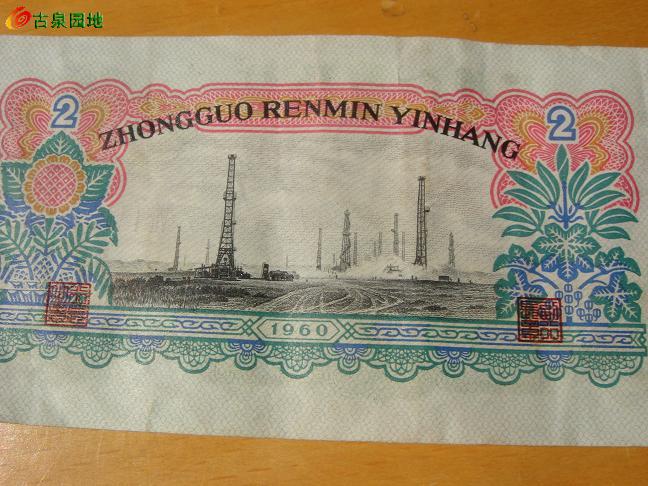 古泉园地
2 ZHONGGUO RENMIN YINHANG 2
1960